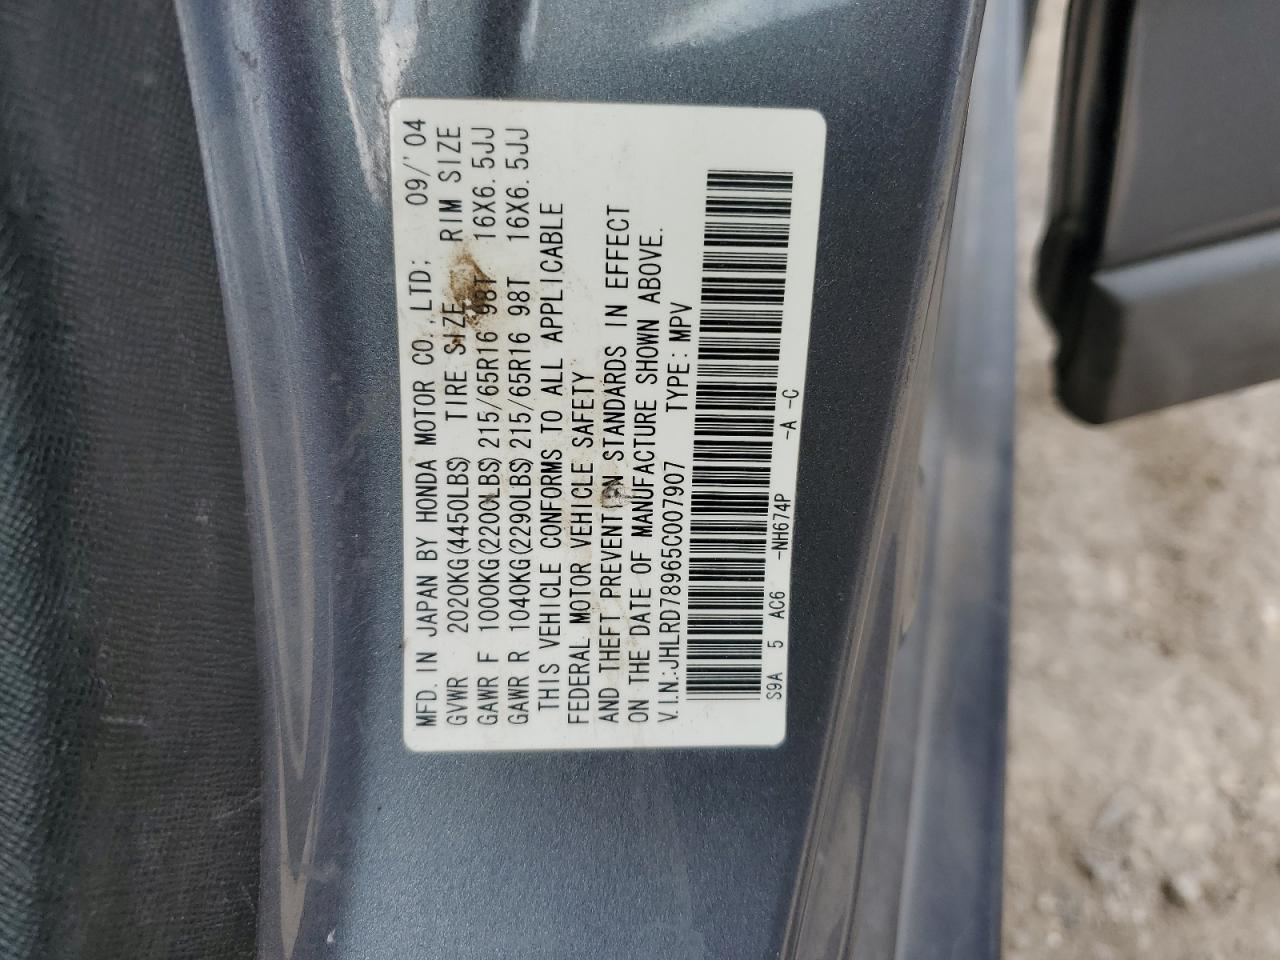 MFD. IN JAPAN BY HONDA MOTOR CO.,LTD; 09/'04
GVWR 2020KG(4450LBS) TIRE SIZE RIM SIZE
GAWR F 1000KG(2200LBS)215/65R16 98T 16X6.5JJ
GAWR R 1040KG(2290LBS)215/65R16 98T 16X6.5JJ
THIS VEHICLE CONFORMS TO ALL APPLICABLE
FEDERAL MOTOR VEHICLE SAFETY
AND THEFT PREVENTION STANDARDS IN EFFECT
ON THE DATE OF MANUFACTURE SHOWN ABOVE.
V.I.N.:JHLRD78965C007907 TYPE: MPV
S9A 5 AC6 -NH674P -A -C